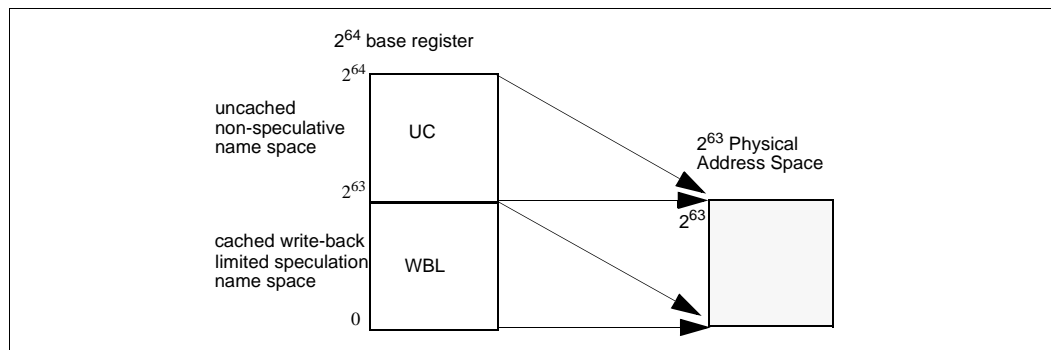 2^64 base register
2^64
uncached
non-speculative
name space
UC
2^63 Physical
Address Space
2^63
2^63
cached write-back
limited speculation
name space
WBL
0